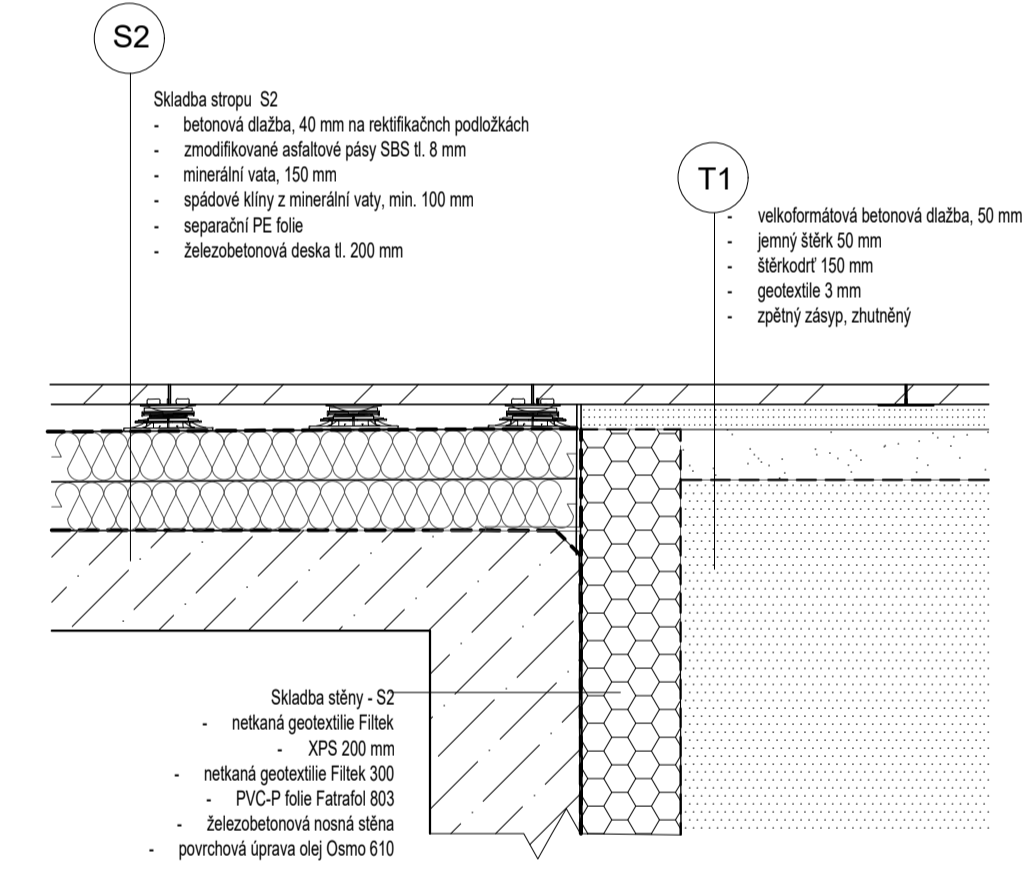 S2
Skladba stropu S2
- betonová dlažba, 40 mm na rektifikačnch podložkách
- zmodifikované asfaltové pásy SBS tl. 8 mm
- minerální vata, 150 mm
- spádové klíny z minerální vaty, min. 100 mm
- separační PE folie
- železobetonová deska tl. 200 mm
T1
- velkoformátová betonová dlažba, 50 mm
- jemný štěrk 50 mm
- štěrkodrť 150 mm
- geotextile 3 mm
- zpětný zásyp, zhutněný
Skladba stěny - S2
- netkaná geotextilie Filtek
- XPS 200 mm
- netkaná geotextilie Filtek 300
- PVC-P folie Fatrafol 803
- železobetonová nosná stěna
- povrchová úprava olej Osmo 610